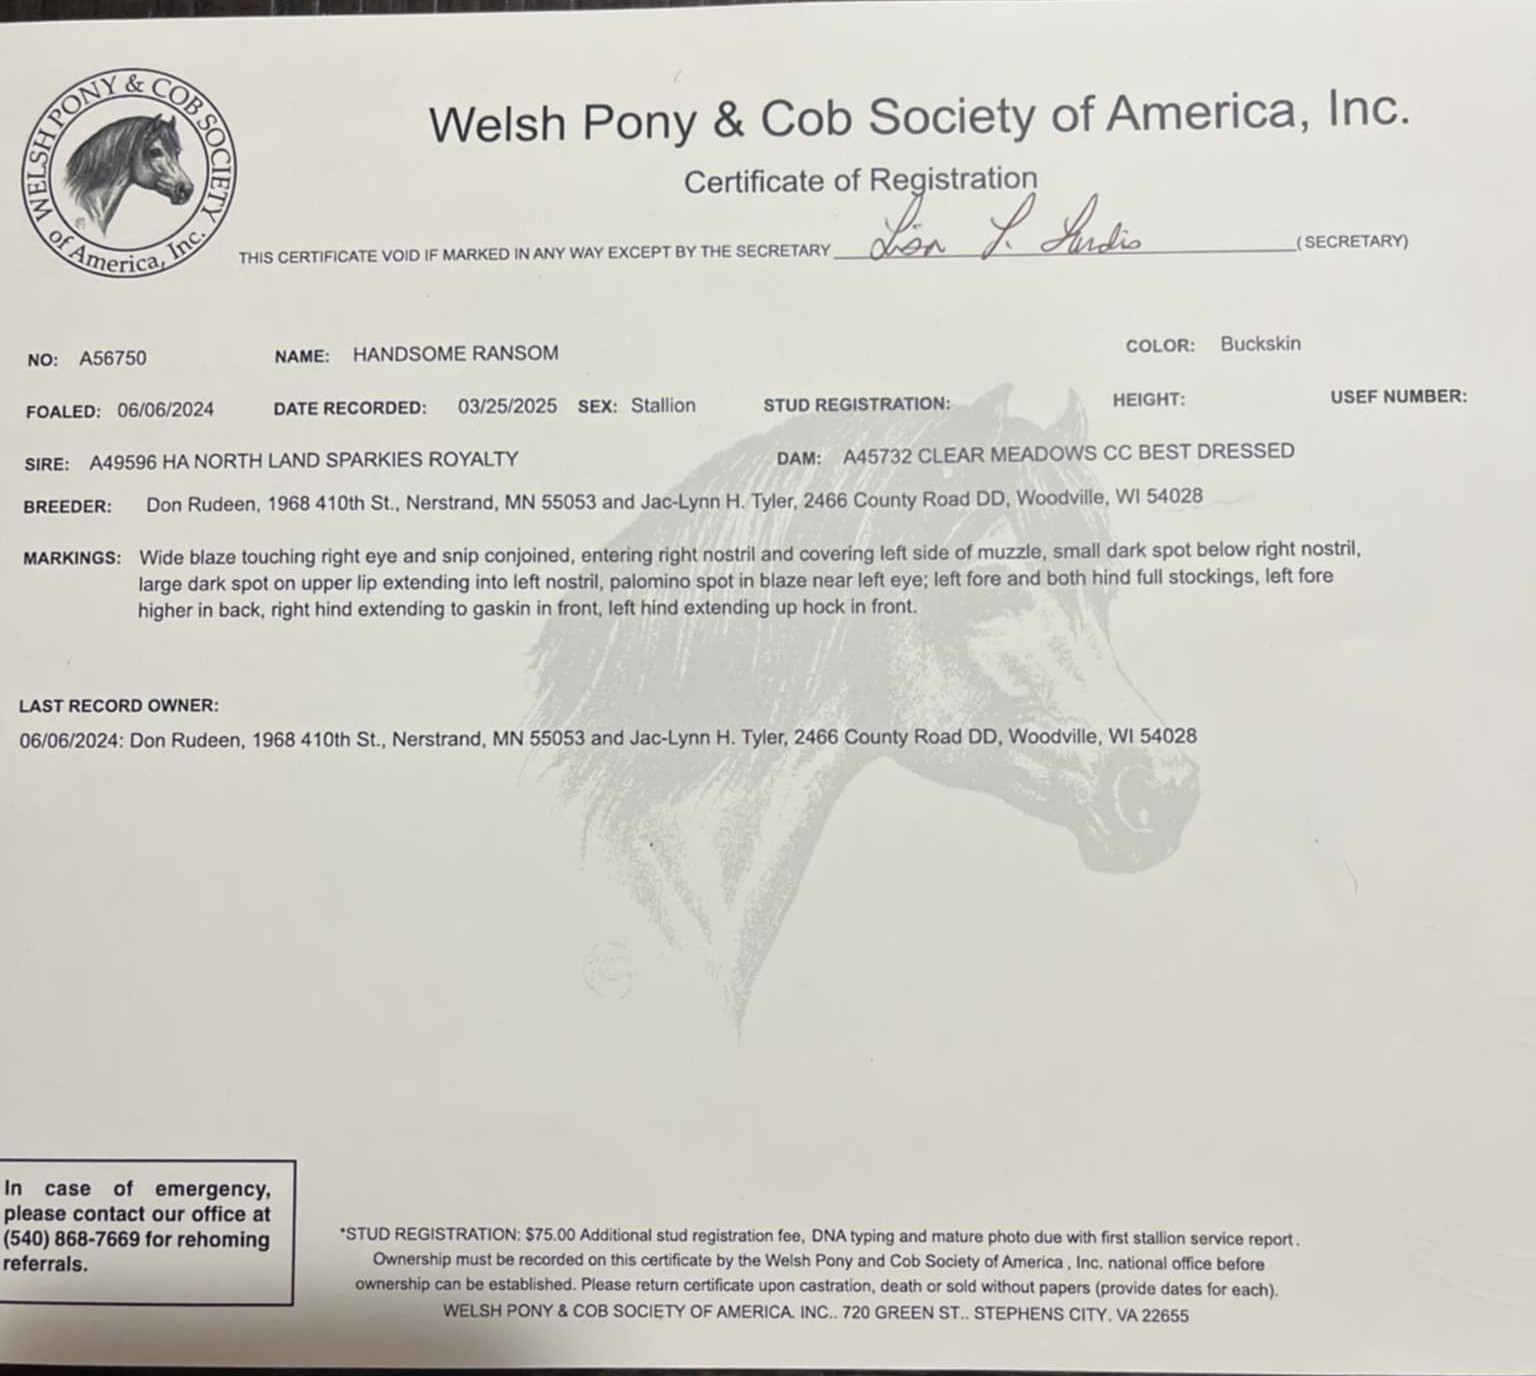 WELSH PONY & COB SOCIETY
of America, Inc.
Welsh Pony & Cob Society of America, Inc.
Certificate of Registration
THIS CERTIFICATE VOID IF MARKED IN ANY WAY EXCEPT BY THE SECRETARY (SECRETARY)
NO: A56750 NAME: HANDSOME RANSOM COLOR: Buckskin
FOALED: 06/06/2024 DATE RECORDED: 03/25/2025 SEX: Stallion STUD REGISTRATION: HEIGHT: USEF NUMBER:
SIRE: A49596 HA NORTH LAND SPARKIES ROYALTY DAM: A45732 CLEAR MEADOWS CC BEST DRESSED
BREEDER: Don Rudeen, 1968 410th St., Nerstrand, MN 55053 and Jac-Lynn H. Tyler, 2466 County Road DD, Woodville, WI 54028
MARKINGS: Wide blaze touching right eye and snip conjoined, entering right nostril and covering left side of muzzle, small dark spot below right nostril,
large dark spot on upper lip extending into left nostril, palomino spot in blaze near left eye; left fore and both hind full stockings, left fore
higher in back, right hind extending to gaskin in front, left hind extending up hock in front.
LAST RECORD OWNER:
06/06/2024: Don Rudeen, 1968 410th St., Nerstrand, MN 55053 and Jac-Lynn H. Tyler, 2466 County Road DD, Woodville, WI 54028
In case of emergency,
please contact our office at
(540) 868-7669 for rehoming
referrals.
*STUD REGISTRATION: $75.00 Additional stud registration fee, DNA typing and mature photo due with first stallion service report.
Ownership must be recorded on this certificate by the Welsh Pony and Cob Society of America, Inc. national office before
ownership can be established. Please return certificate upon castration, death or sold without papers (provide dates for each).
WELSH PONY & COB SOCIETY OF AMERICA. INC.. 720 GREEN ST.. STEPHENS CITY. VA 22655